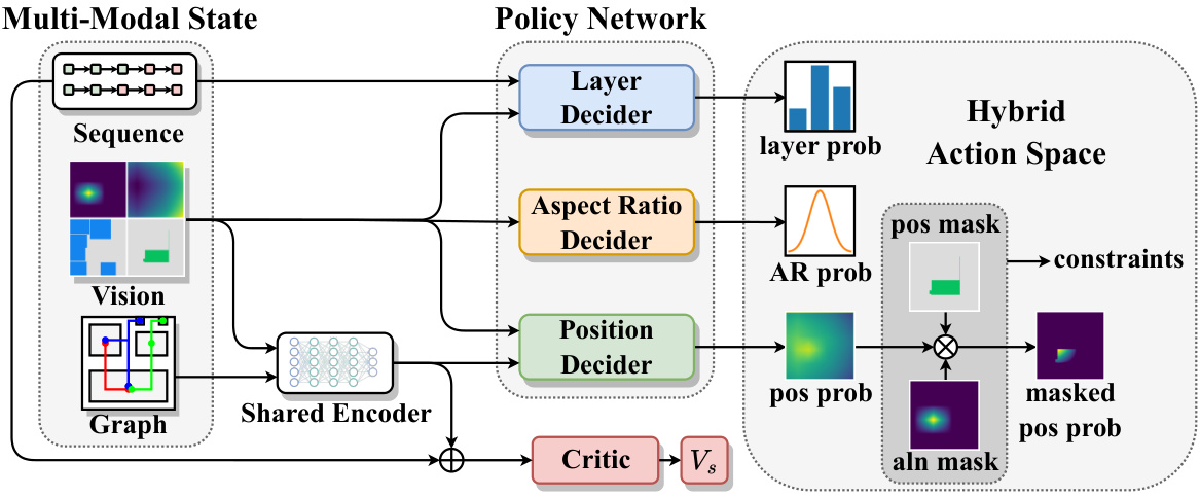 Multi-Modal State
Policy Network
Sequence
Vision
Graph
Shared Encoder
Layer
Decider
Aspect Ratio
Decider
Position
Decider
Critic
Vs
Hybrid
Action Space
layer prob
AR prob
pos prob
pos mask
aln mask
constraints
masked
pos prob